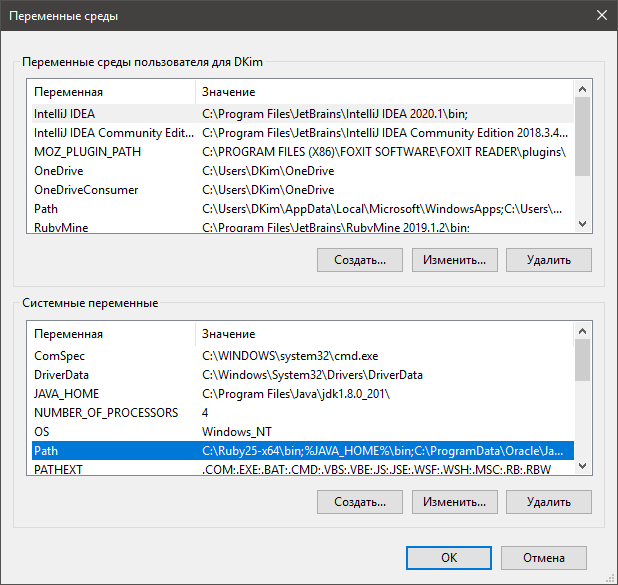 Переменные среды
Переменные среды пользователя для DKim
Переменная Значение
IntelliJ IDEA C:\Program Files\JetBrains\IntelliJ IDEA 2020.1\bin;
IntelliJ IDEA Community Edit... C:\Program Files\JetBrains\IntelliJ IDEA Community Edition 2018.3.4...
MOZ_PLUGIN_PATH C:\PROGRAM FILES (X86)\FOXIT SOFTWARE\FOXIT READER\plugins\
OneDrive C:\Users\DKim\OneDrive
OneDriveConsumer C:\Users\DKim\OneDrive
Path C:\Users\DKim\AppData\Local\Microsoft\WindowsApps;C:\Users\...
RubyMine C:\Program Files\JetBrains\RubyMine 2019.1.2\bin;
Создать... Изменить... Удалить
Системные переменные
Переменная Значение
ComSpec C:\WINDOWS\system32\cmd.exe
DriverData C:\Windows\System32\Drivers\DriverData
JAVA_HOME C:\Program Files\Java\jdk1.8.0_201\
NUMBER_OF_PROCESSORS 4
OS Windows_NT
Path C:\Ruby25-x64\bin;%JAVA_HOME%\bin;C:\ProgramData\Oracle\Ja...
PATHEXT .COM;.EXE;.BAT;.CMD;.VBS;.VBE;.JS;.JSE;.WSF;.WSH;.MSC;.RB;.RBW
Создать... Изменить... Удалить
ОК Отмена